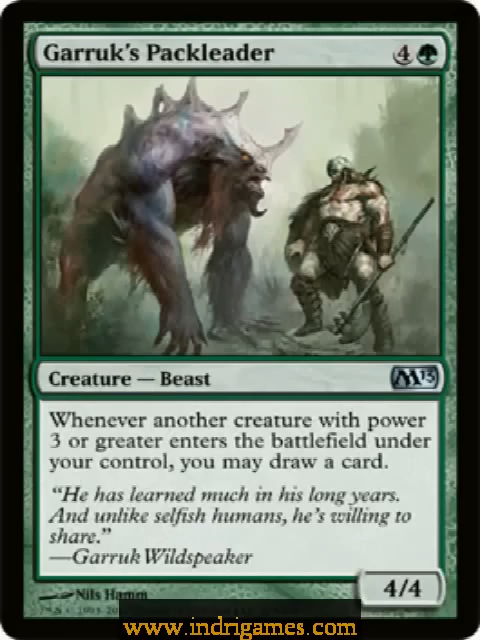 Garruk's Packleader 4
Creature — Beast M13
Whenever another creature with power
3 or greater enters the battlefield under
your control, you may draw a card.
"He has learned much in his long years.
And unlike selfish humans, he's willing to
share."
—Garruk Wildspeaker
Nils Hamm
4/4
www.indrigames.com